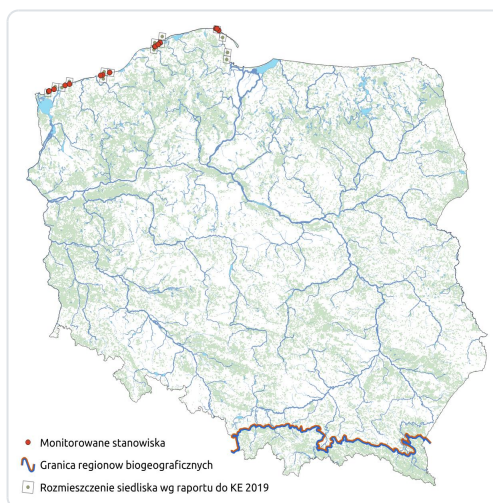 Monitorowane stanowiska
Granica regionow biogeograficznych
Rozmieszczenie siedliska wg raportu do KE 2019